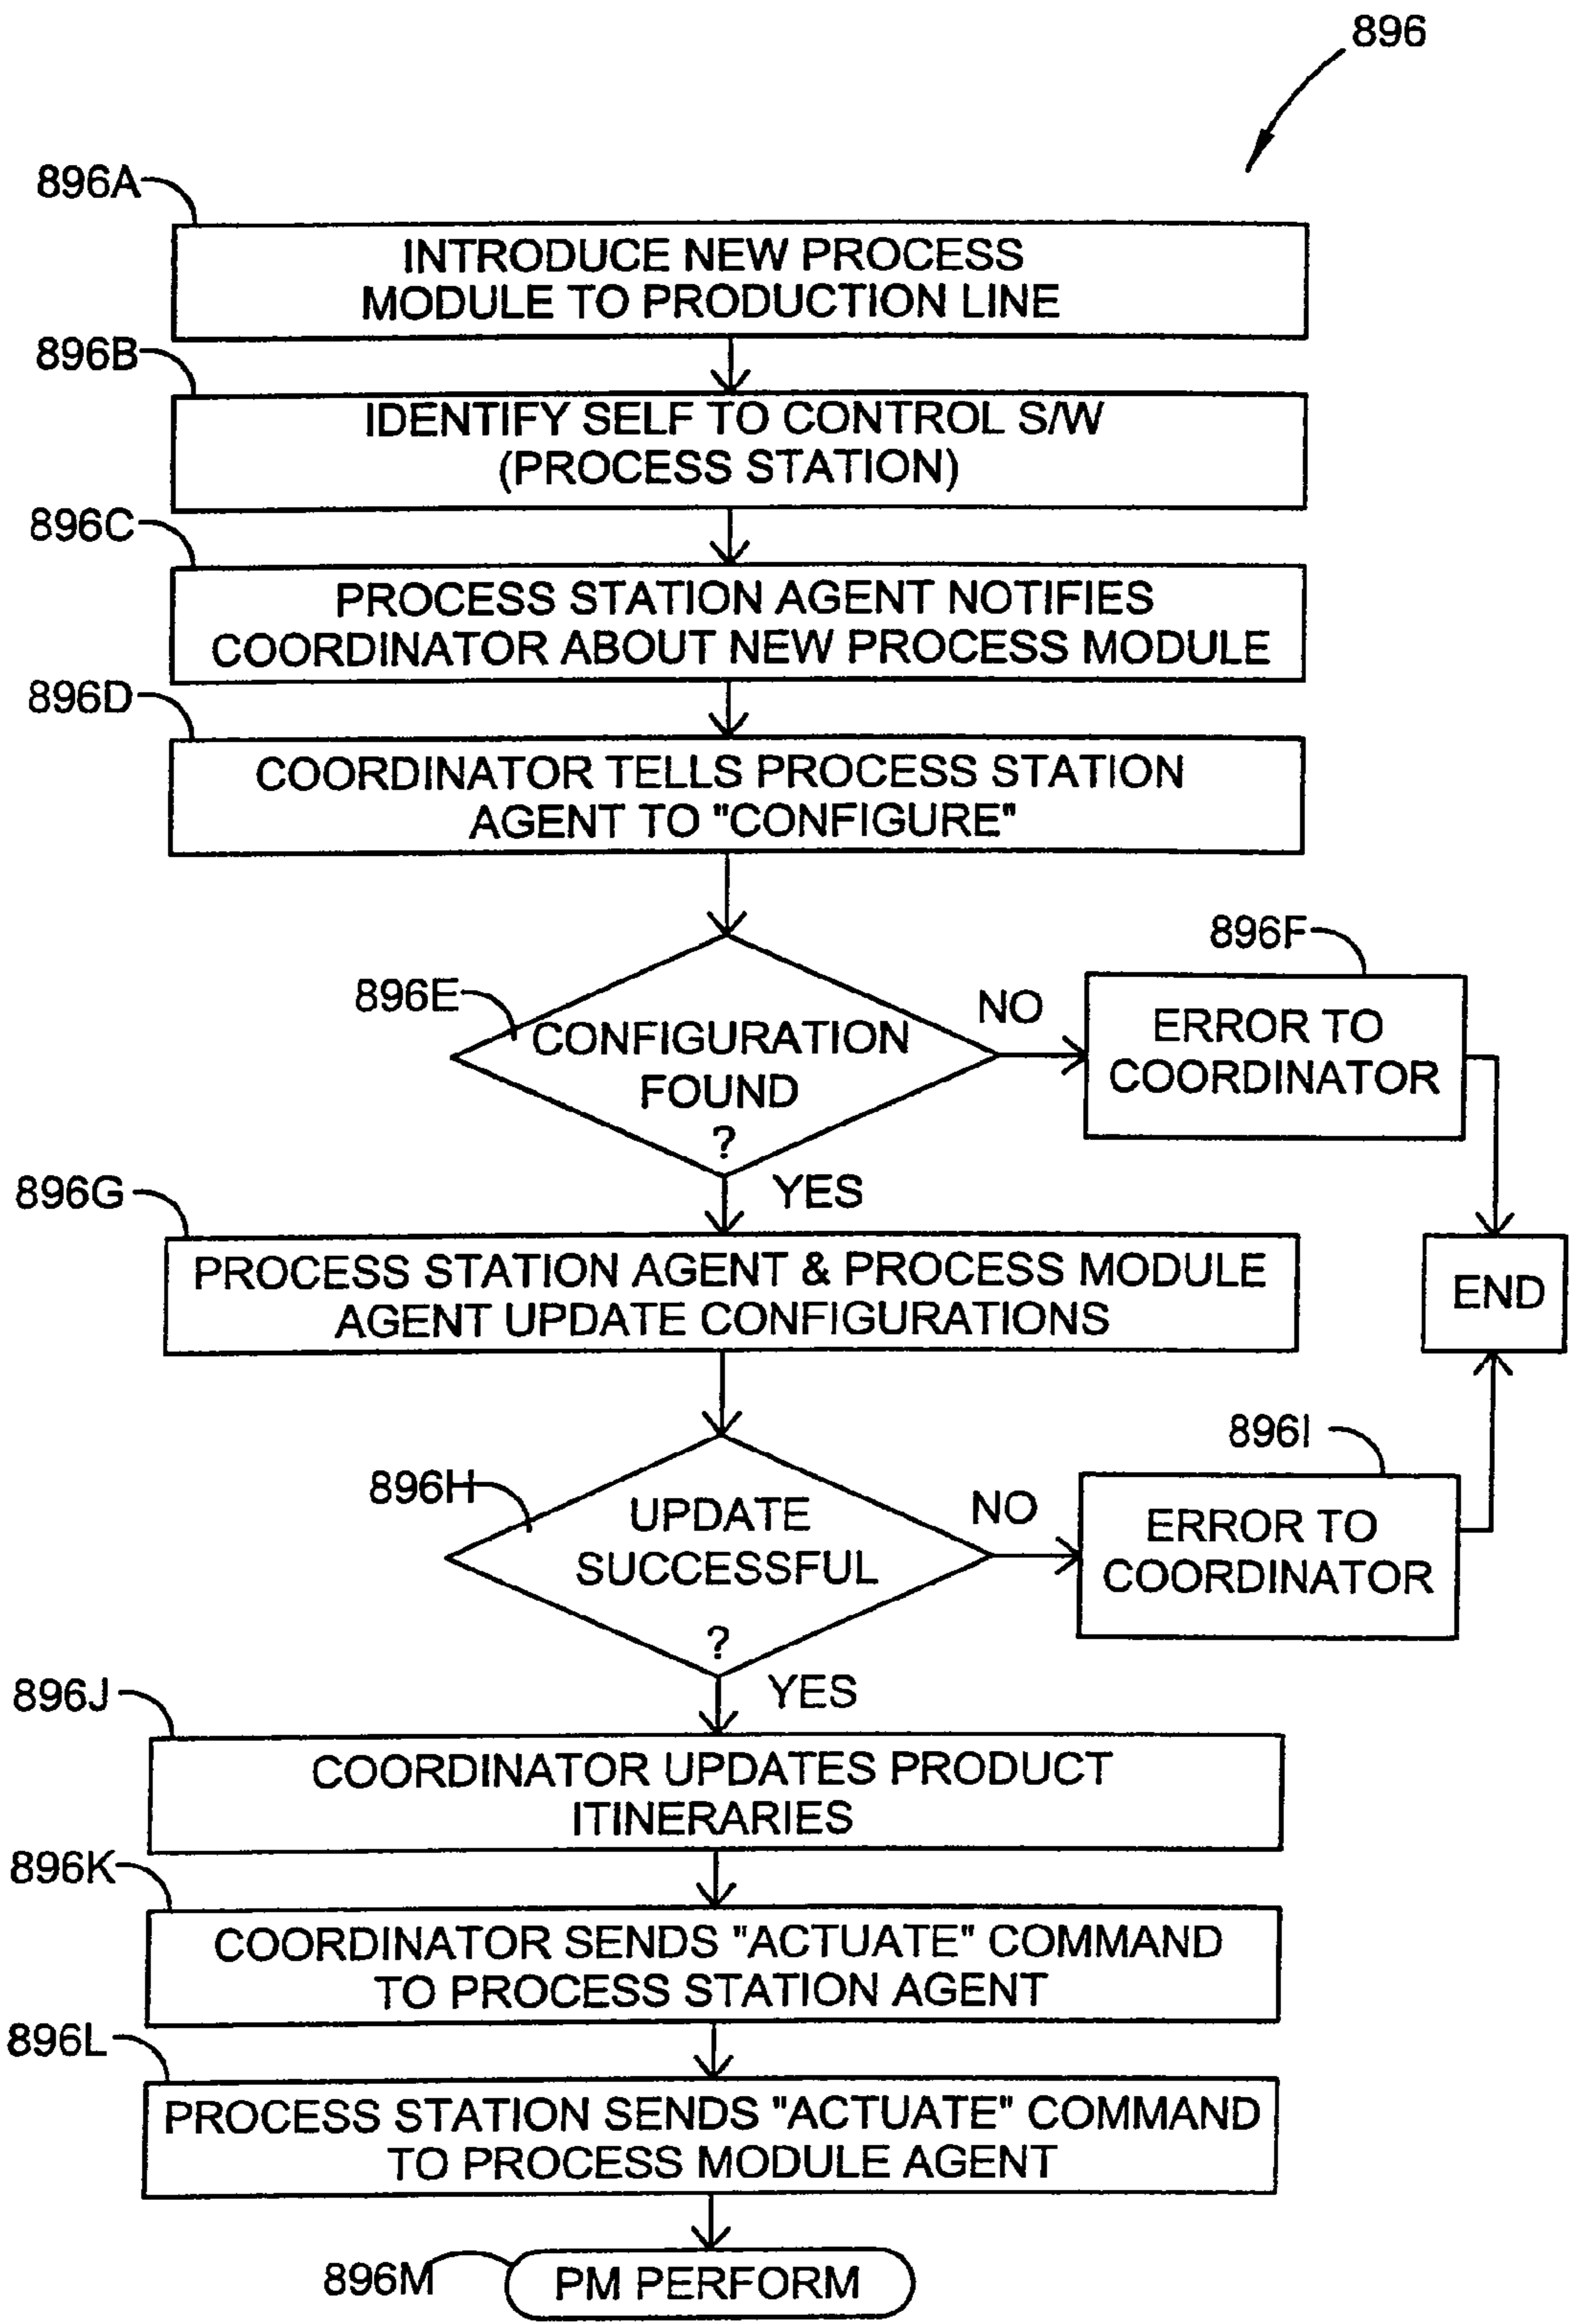 896
896A
INTRODUCE NEW PROCESS
MODULE TO PRODUCTION LINE
896B
IDENTIFY SELF TO CONTROL S/W
(PROCESS STATION)
896C
PROCESS STATION AGENT NOTIFIES
COORDINATOR ABOUT NEW PROCESS MODULE
896D
COORDINATOR TELLS PROCESS STATION
AGENT TO "CONFIGURE"
896E
CONFIGURATION
FOUND
?
NO
896F
ERROR TO
COORDINATOR
YES
896G
PROCESS STATION AGENT & PROCESS MODULE
AGENT UPDATE CONFIGURATIONS
END
896H
UPDATE
SUCCESSFUL
?
NO
896I
ERROR TO
COORDINATOR
YES
896J
COORDINATOR UPDATES PRODUCT
ITINERARIES
896K
COORDINATOR SENDS "ACTUATE" COMMAND
TO PROCESS STATION AGENT
896L
PROCESS STATION SENDS "ACTUATE" COMMAND
TO PROCESS MODULE AGENT
896M
PM PERFORM